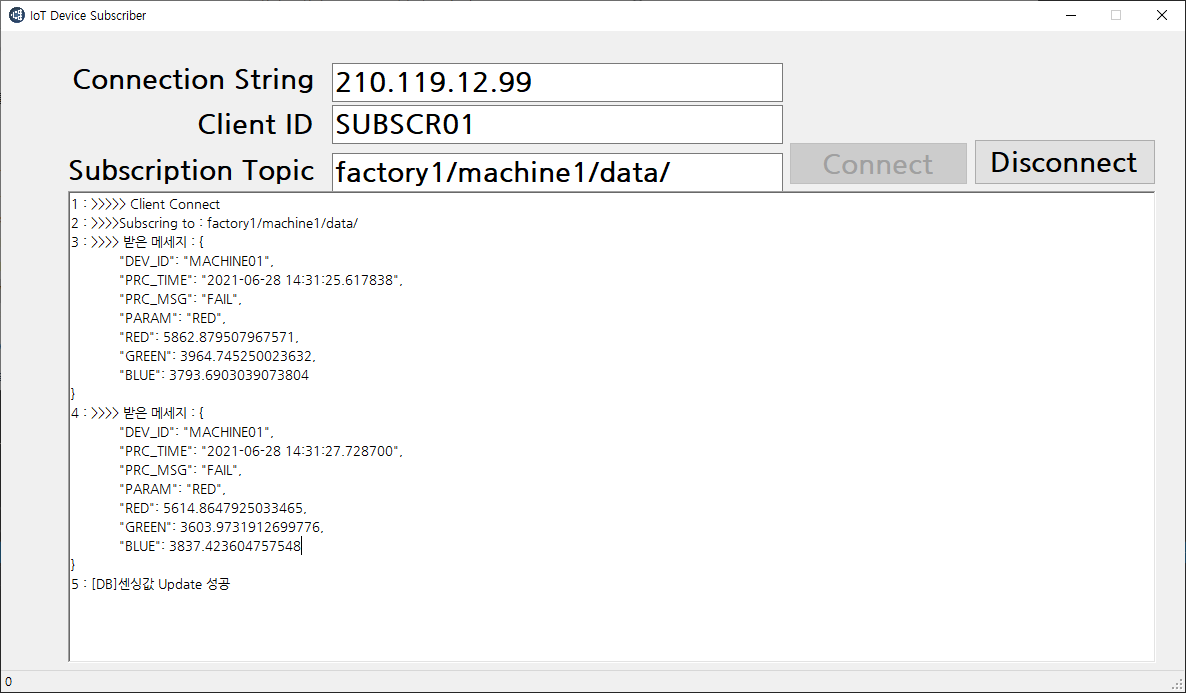 IoT Device Subscriber
Connection String 210.119.12.99
Client ID SUBSCR01
Subscription Topic factory1/machine1/data/
Connect Disconnect
1 : >>>>> Client Connect
2 : >>>>Subscring to : factory1/machine1/data/
3 : >>>> 받은 메세지 : {
"DEV_ID": "MACHINE01",
"PRC_TIME": "2021-06-28 14:31:25.617838",
"PRC_MSG": "FAIL",
"PARAM": "RED",
"RED": 5862.879507967571,
"GREEN": 3964.745250023632,
"BLUE": 3793.6903039073804
}
4 : >>>> 받은 메세지 : {
"DEV_ID": "MACHINE01",
"PRC_TIME": "2021-06-28 14:31:27.728700",
"PRC_MSG": "FAIL",
"PARAM": "RED",
"RED": 5614.8647925033465,
"GREEN": 3603.9731912699776,
"BLUE": 3837.423604757548
}
5 : [DB]센싱값 Update 성공
0